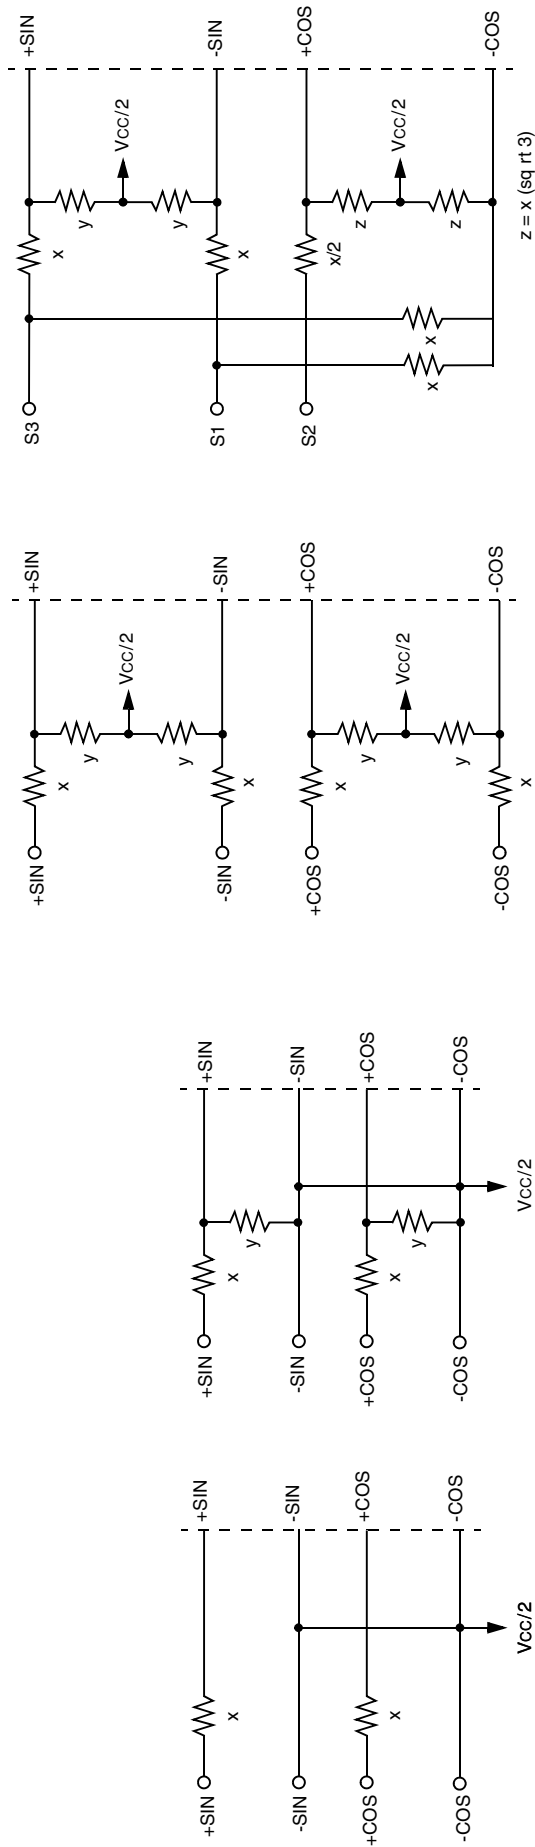 +SIN
x
y
VCC/2
y
-SIN
x
+COS
x/2
z
VCC/2
z
-COS
x
x
S3
S1
S2
z = x (sq rt 3)
+SIN
x
+SIN
y
VCC/2
y
-SIN
x
-SIN
+COS
x
+COS
y
VCC/2
y
-COS
x
-COS
+SIN
x
+SIN
y
-SIN
-SIN
+COS
x
+COS
y
-COS
-COS
VCC/2
+SIN
x
+SIN
-SIN
-SIN
+COS
x
+COS
-COS
-COS
VCC/2